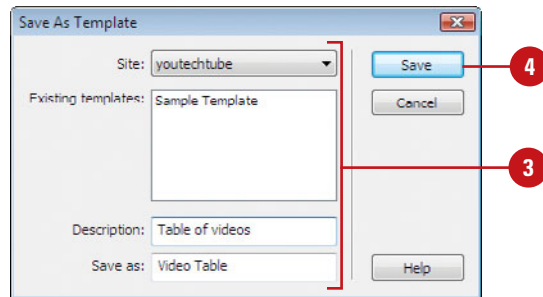 Save As Template
Site: youtechtube
Save
4
Existing templates: Sample Template
Cancel
3
Description: Table of videos
Save as: Video Table
Help